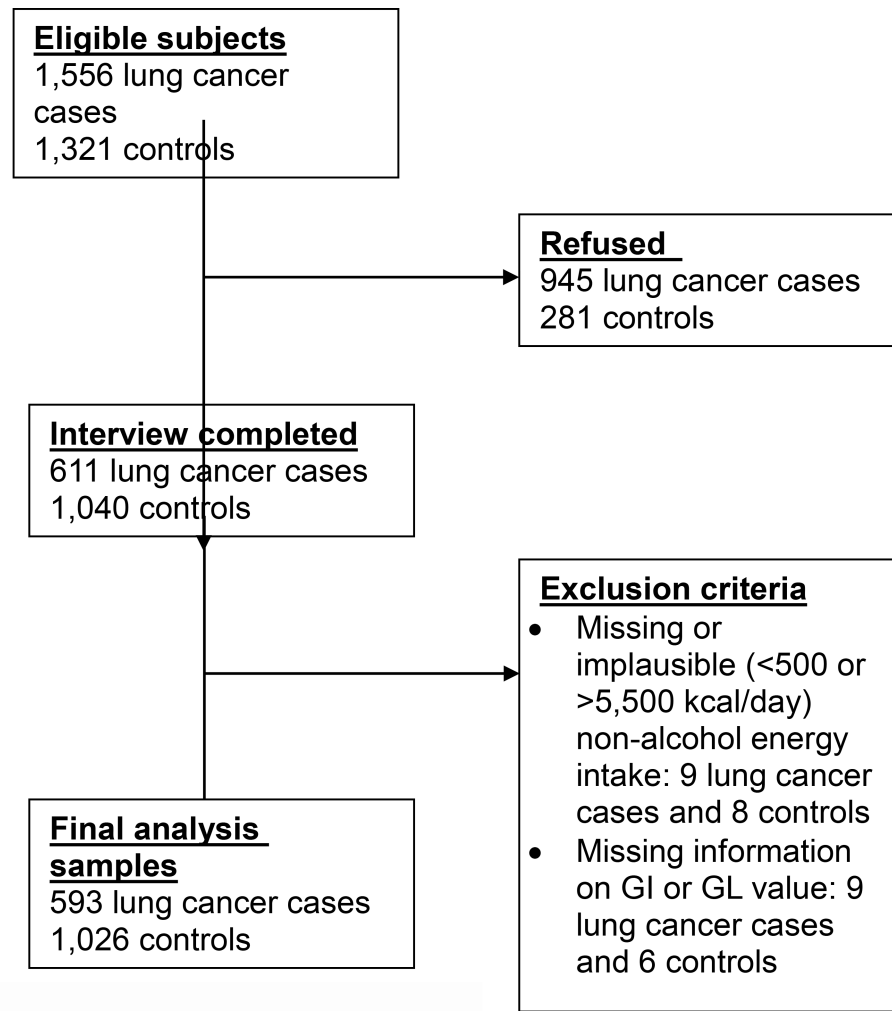 Eligible subjects
1,556 lung cancer
cases
1,321 controls
Refused
945 lung cancer cases
281 controls
Interview completed
611 lung cancer cases
1,040 controls
Exclusion criteria
• Missing or
implausible (<500 or
>5,500 kcal/day)
non-alcohol energy
intake: 9 lung cancer
cases and 8 controls
• Missing information
on GI or GL value: 9
lung cancer cases
and 6 controls
Final analysis
samples
593 lung cancer cases
1,026 controls